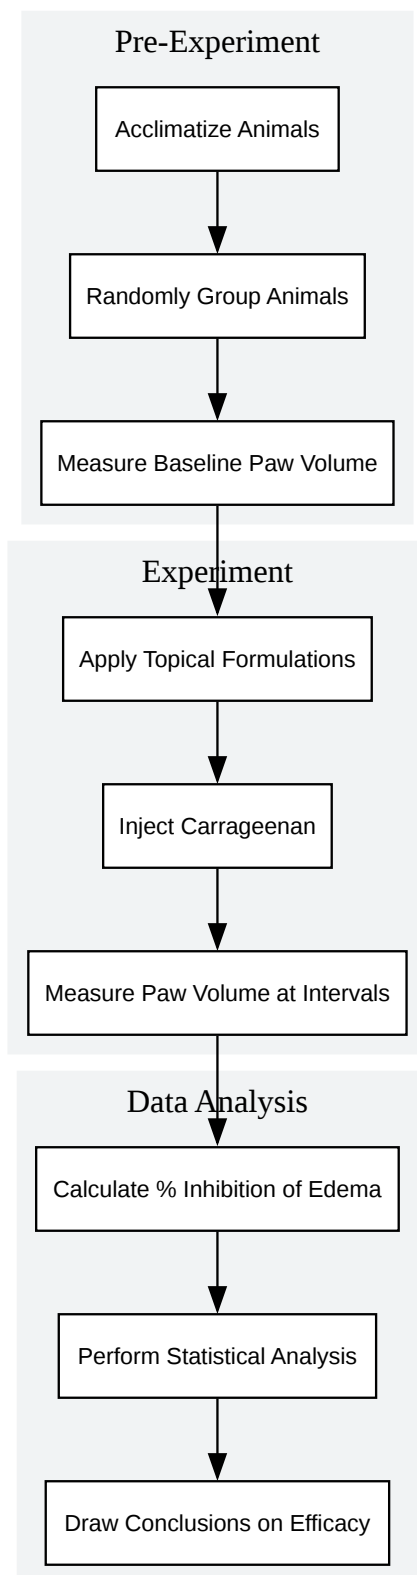 Pre-Experiment
Acclimatize Animals
Randomly Group Animals
Measure Baseline Paw Volume
Experiment
Apply Topical Formulations
Inject Carrageenan
Measure Paw Volume at Intervals
Data Analysis
Calculate % Inhibition of Edema
Perform Statistical Analysis
Draw Conclusions on Efficacy